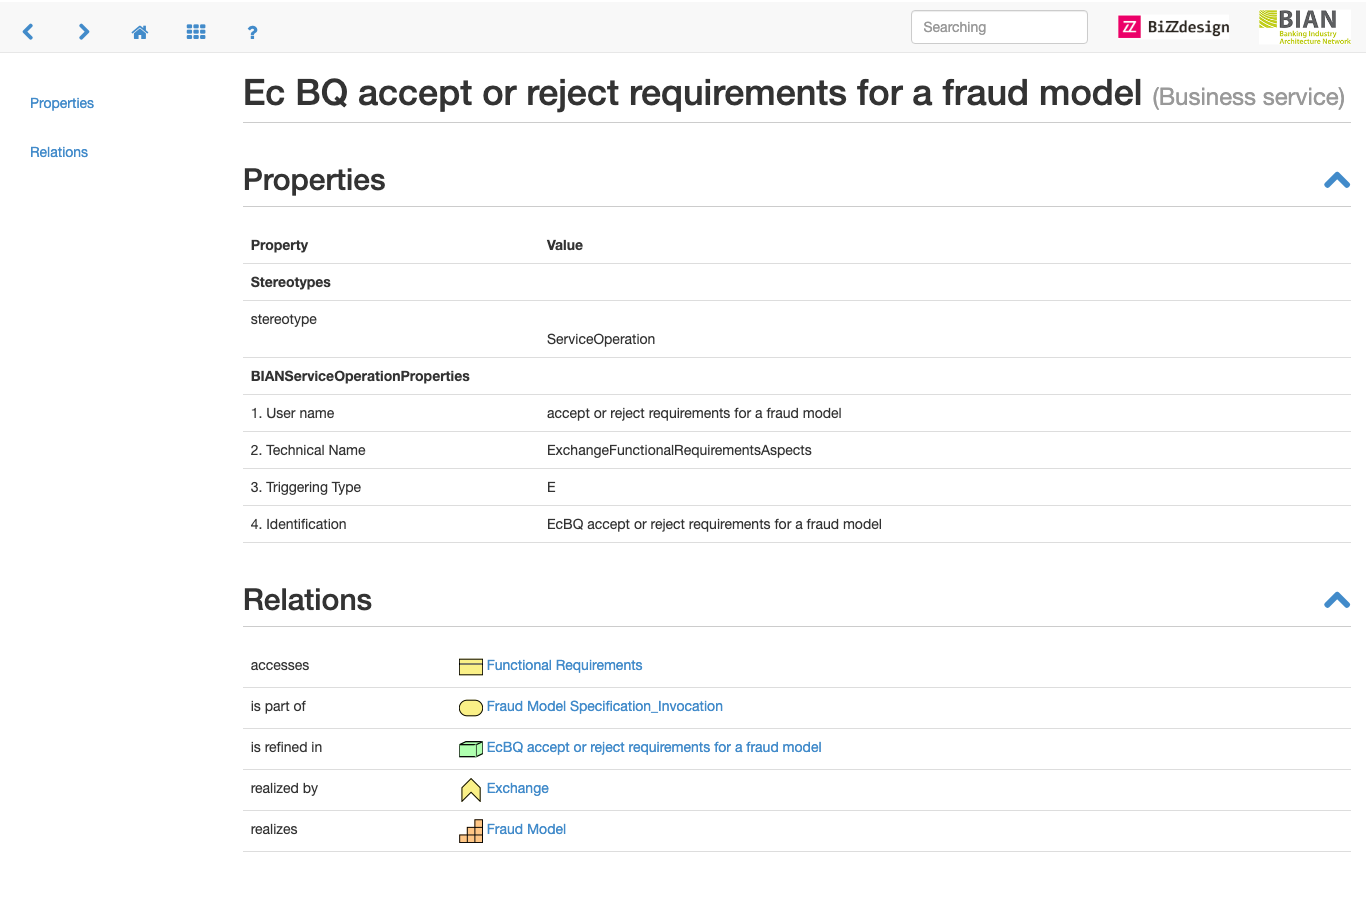 ?
Searching
ZZ BiZZdesign
BIAN
Banking Industry
Architecture Network
Properties
Relations
Ec BQ accept or reject requirements for a fraud model (Business service)
Properties
Property Value
Stereotypes
stereotype
ServiceOperation
BIANServiceOperationProperties
1. User name accept or reject requirements for a fraud model
2. Technical Name ExchangeFunctionalRequirementsAspects
3. Triggering Type E
4. Identification EcBQ accept or reject requirements for a fraud model
Relations
accesses Functional Requirements
is part of Fraud Model Specification_Invocation
is refined in EcBQ accept or reject requirements for a fraud model
realized by Exchange
realizes Fraud Model